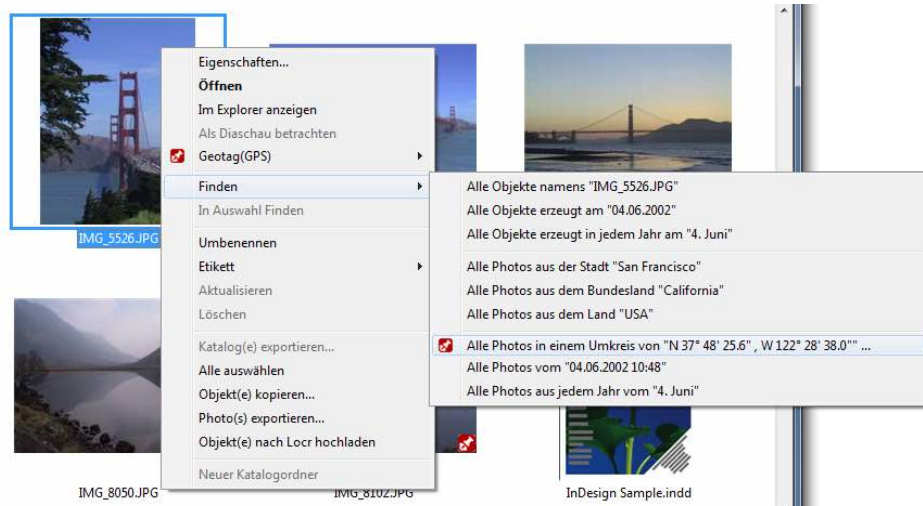 Eigenschaften...
Öffnen
Im Explorer anzeigen
Als Diaschau betrachten
Geotag(GPS)
Finden
In Auswahl Finden
Umbenennen
Etikett
Aktualisieren
Löschen
Katalog(e) exportieren...
Alle auswählen
Objekt(e) kopieren...
Photo(s) exportieren...
Objekt(e) nach Locr hochladen
Neuer Katalogordner
Alle Objekte namens "IMG_5526.JPG"
Alle Objekte erzeugt am "04.06.2002"
Alle Objekte erzeugt in jedem Jahr am "4. Juni"
Alle Photos aus der Stadt "San Francisco"
Alle Photos aus dem Bundesland "California"
Alle Photos aus dem Land "USA"
Alle Photos in einem Umkreis von "N 37° 48' 25.6" , W 122° 28' 38.0"" ...
Alle Photos vom "04.06.2002 10:48"
Alle Photos aus jedem Jahr vom "4. Juni"
IMG_5526.JPG
IMG_8050.JPG
IMG_8102.JPG
InDesign Sample.indd